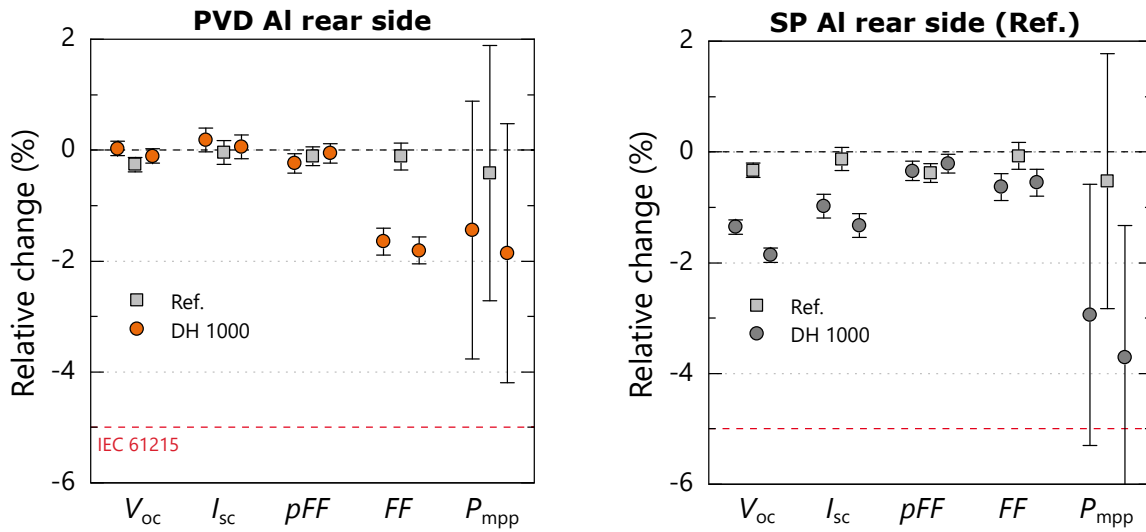 PVD Al rear side
Relative change (%)
2
0
-2
-4
-6
Ref.
DH 1000
IEC 61215
Voc
Isc
pFF
FF
Pmpp
SP Al rear side (Ref.)
Relative change (%)
2
0
-2
-4
-6
Ref.
DH 1000
Voc
Isc
pFF
FF
Pmpp